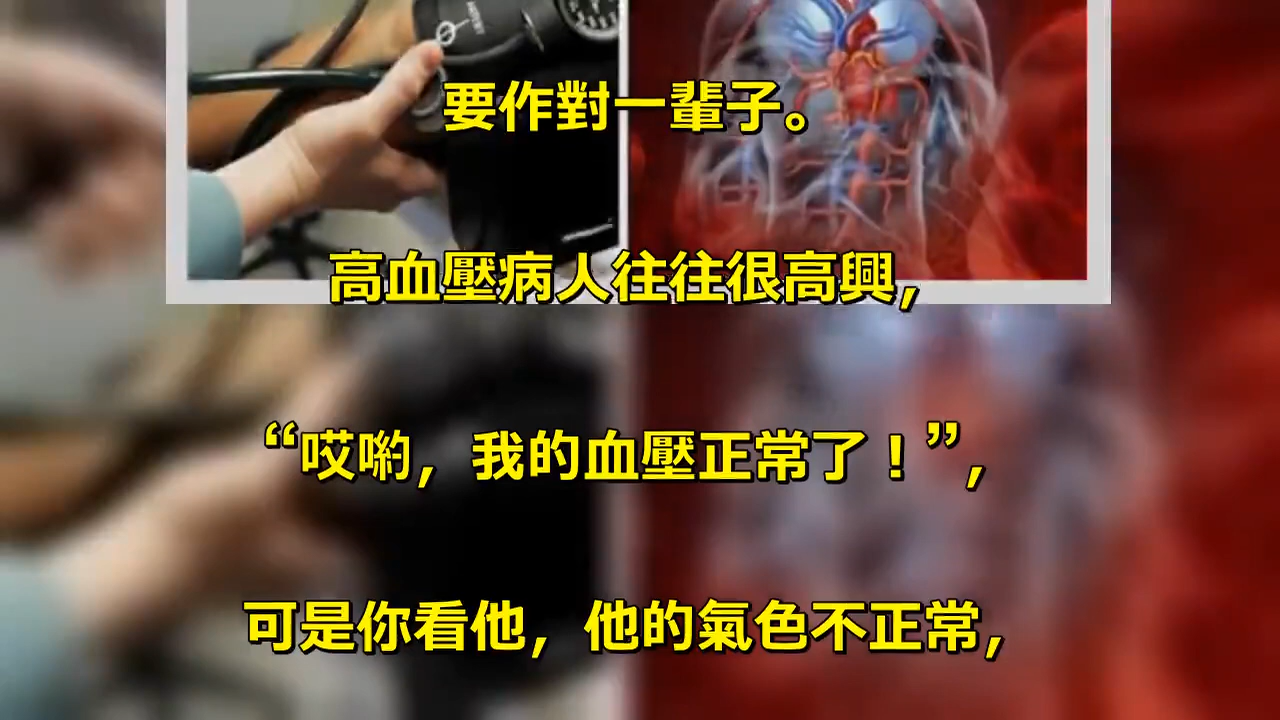 要作對一輩子。
高血壓病人往往很高興，
“哎喲，我的血壓正常了！”，
可是你看他，他的氣色不正常，